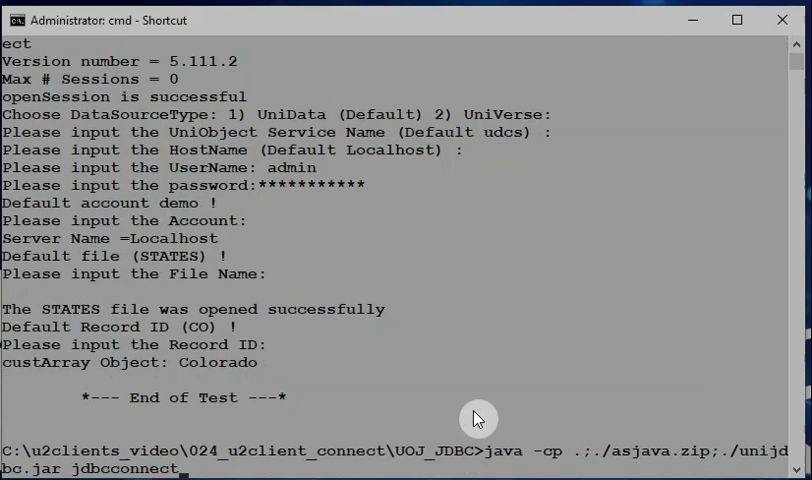 Administrator: cmd - Shortcut
ect
Version number = 5.111.2
Max # Sessions = 0
openSession is successful
Choose DataSourceType: 1) UniData (Default) 2) UniVerse:
Please input the UniObject Service Name (Default udcs) :
Please input the HostName (Default Localhost) :
Please input the UserName: admin
Please input the password:***********
Default account demo !
Please input the Account:
Server Name =Localhost
Default file (STATES) !
Please input the File Name:
The STATES file was opened successfully
Default Record ID (CO) !
Please input the Record ID:
custArray Object: Colorado
*--- End of Test ---*
C:\u2clients_video\024_u2client_connect\UOJ_JDBC>java -cp .;./asjava.zip;./unijd
bc.jar jdbcconnect